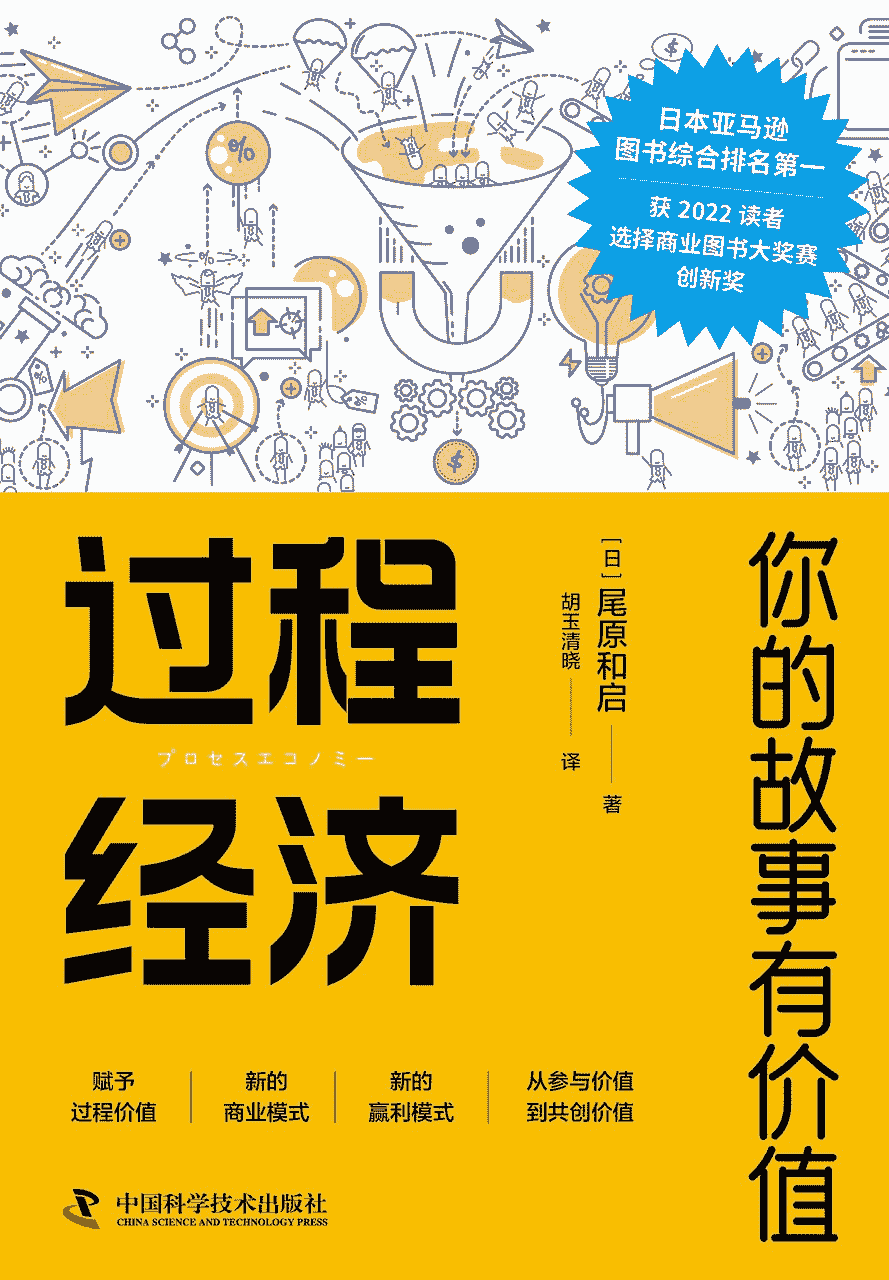 日本亚马逊
图书综合排名第一
获 2022 读者
选择商业图书大奖赛
创新奖
%
$
过程
プロセスエコノミー
经济
[日]尾原和启 著
胡玉清晓 译
你的故事有价值
赋予
过程价值
新的
商业模式
新的
赢利模式
从参与价值
到共创价值
中国科学技术出版社
CHINA SCIENCE AND TECHNOLOGY PRESS